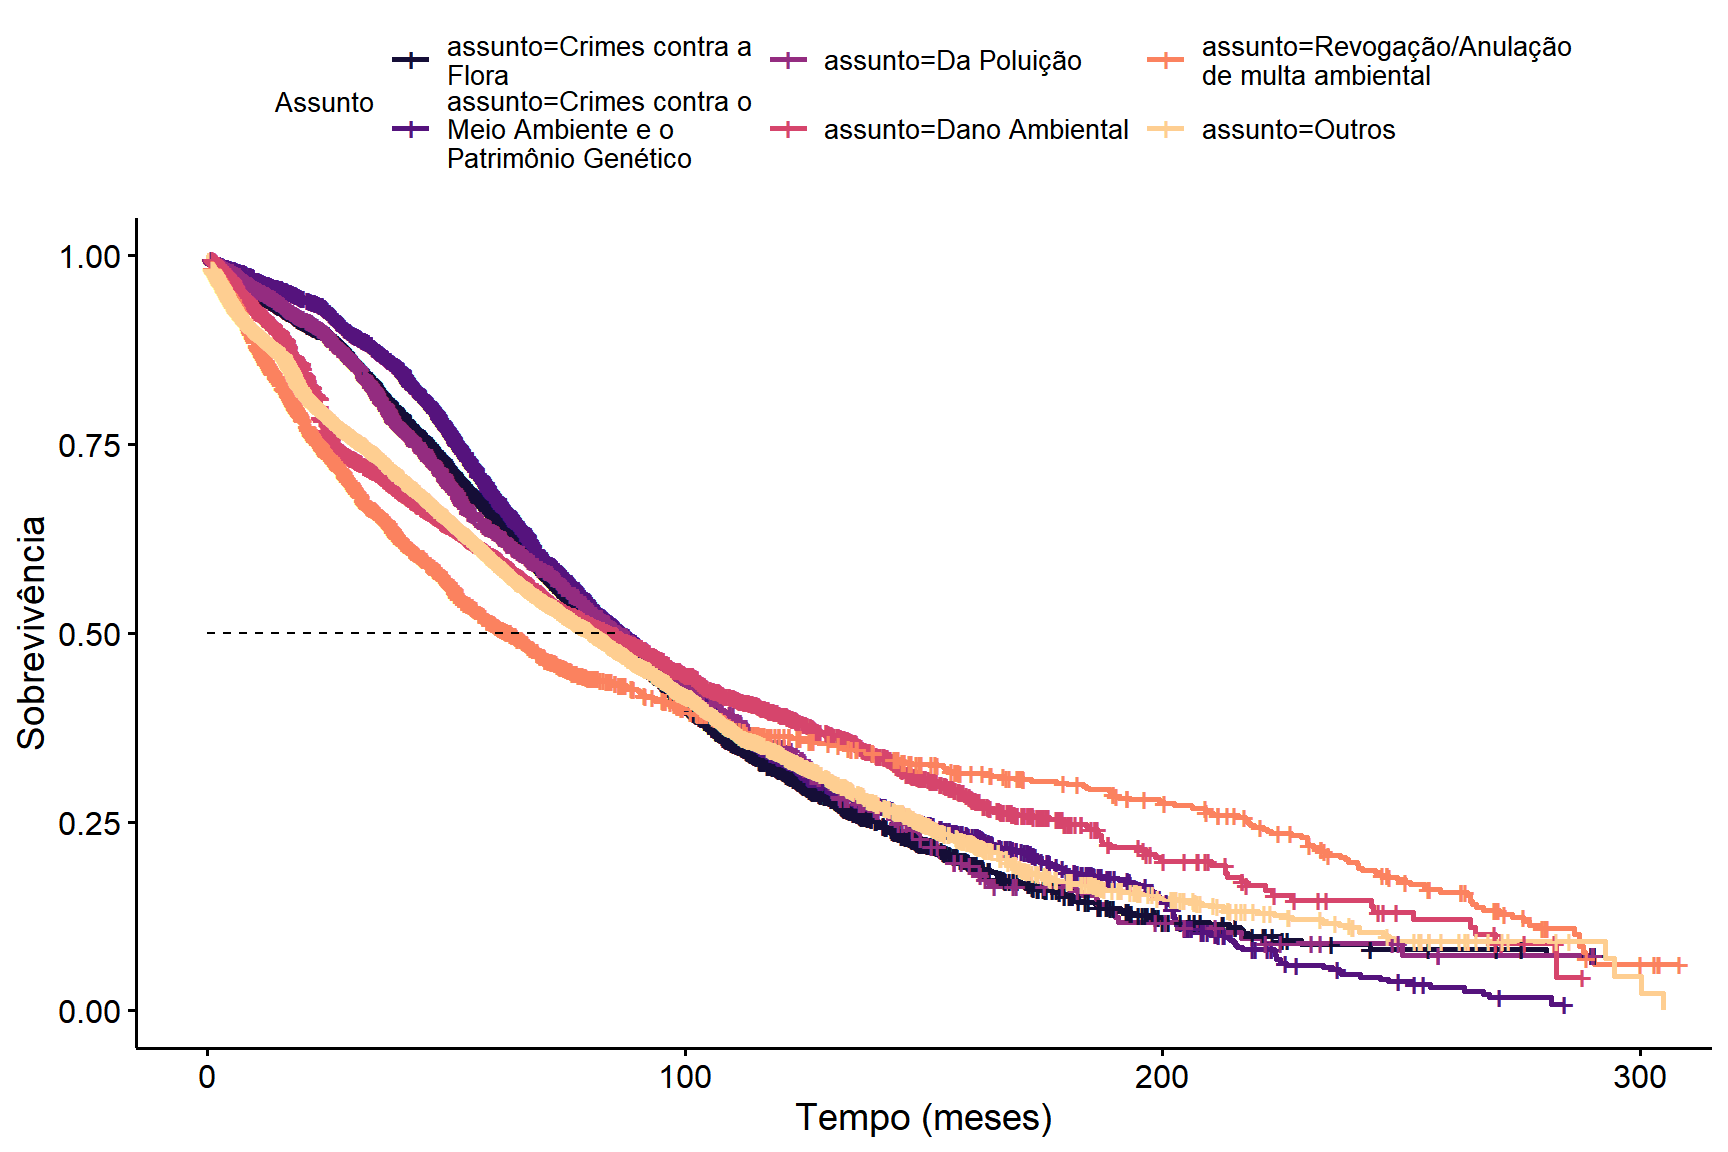 Assunto
assunto=Crimes contra a
Flora
assunto=Crimes contra o
Meio Ambiente e o
Patrimônio Genético
assunto=Da Poluição
assunto=Dano Ambiental
assunto=Revogação/Anulação
de multa ambiental
assunto=Outros
Sobrevivência
1.00
0.75
0.50
0.25
0.00
0 100 200 300
Tempo (meses)